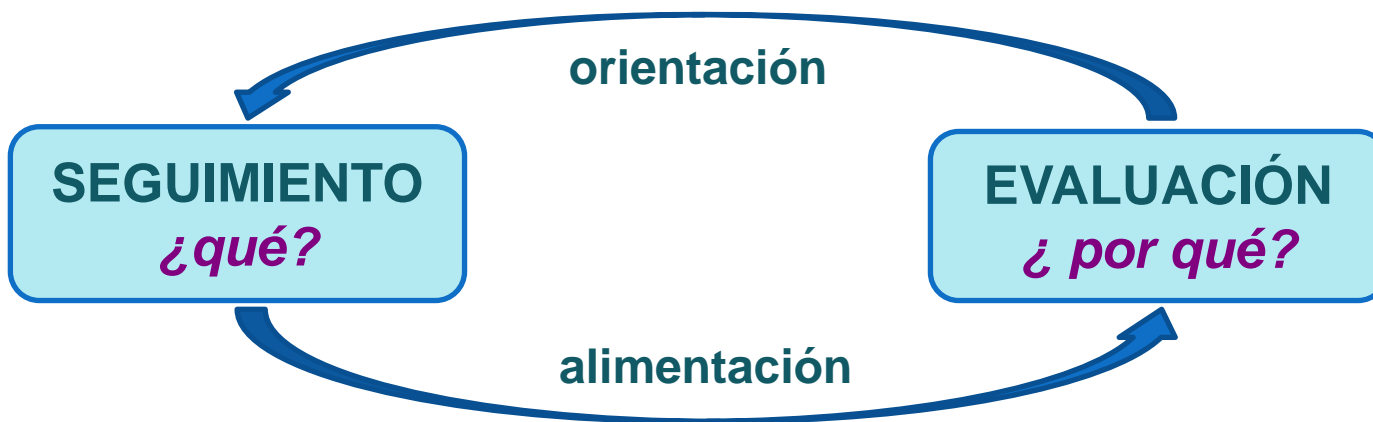 orientación
SEGUIMIENTO
¿qué?
EVALUACIÓN
¿ por qué?
alimentación